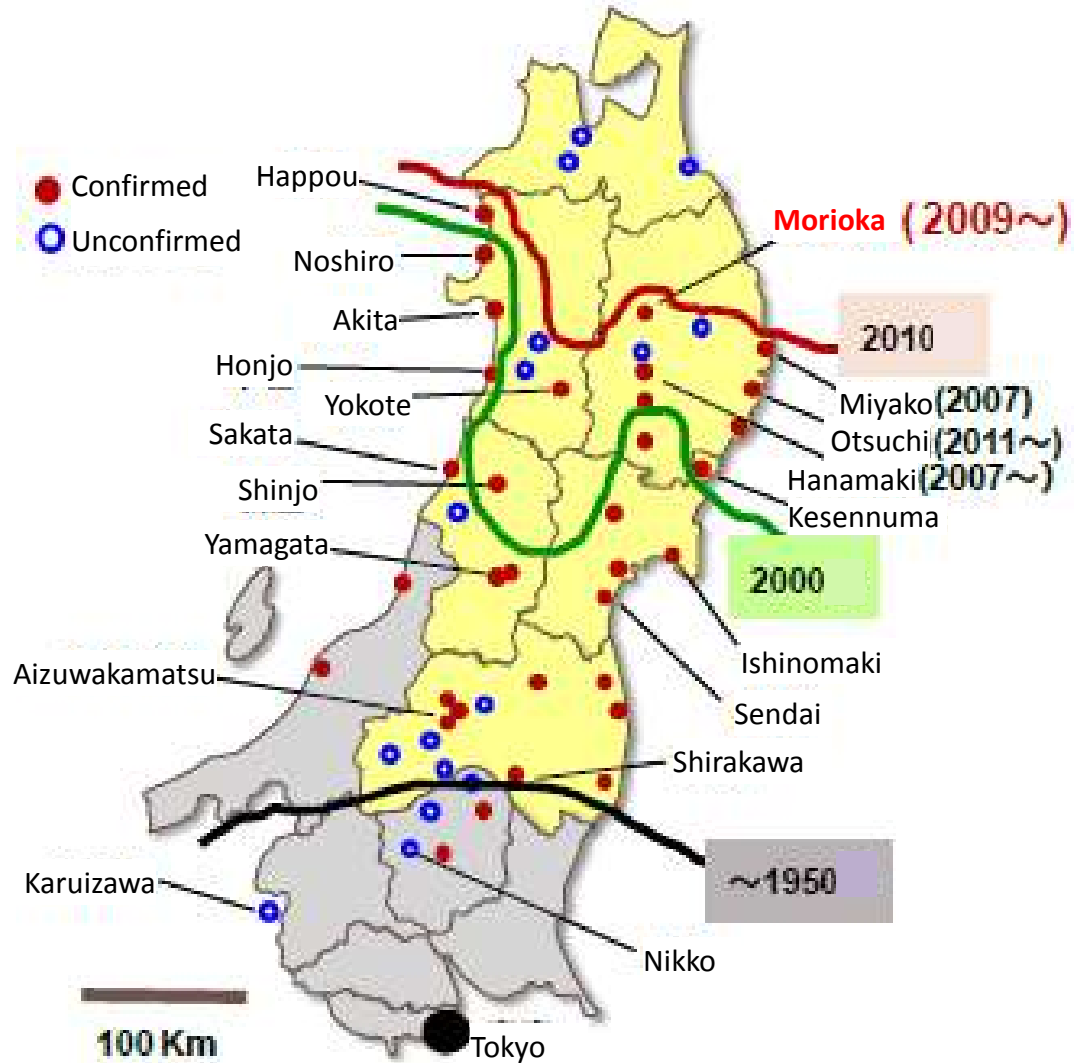 Confirmed
Unconfirmed
Happou
Noshiro
Akita
Honjo
Yokote
Sakata
Shinjo
Yamagata
Aizuwakamatsu
Karuizawa
100 Km
Morioka (2009～)
2010
Miyako(2007)
Otsuchi(2011～)
Hanamaki(2007～)
Kesennuma
2000
Ishinomaki
Sendai
Shirakawa
～1950
Nikko
Tokyo